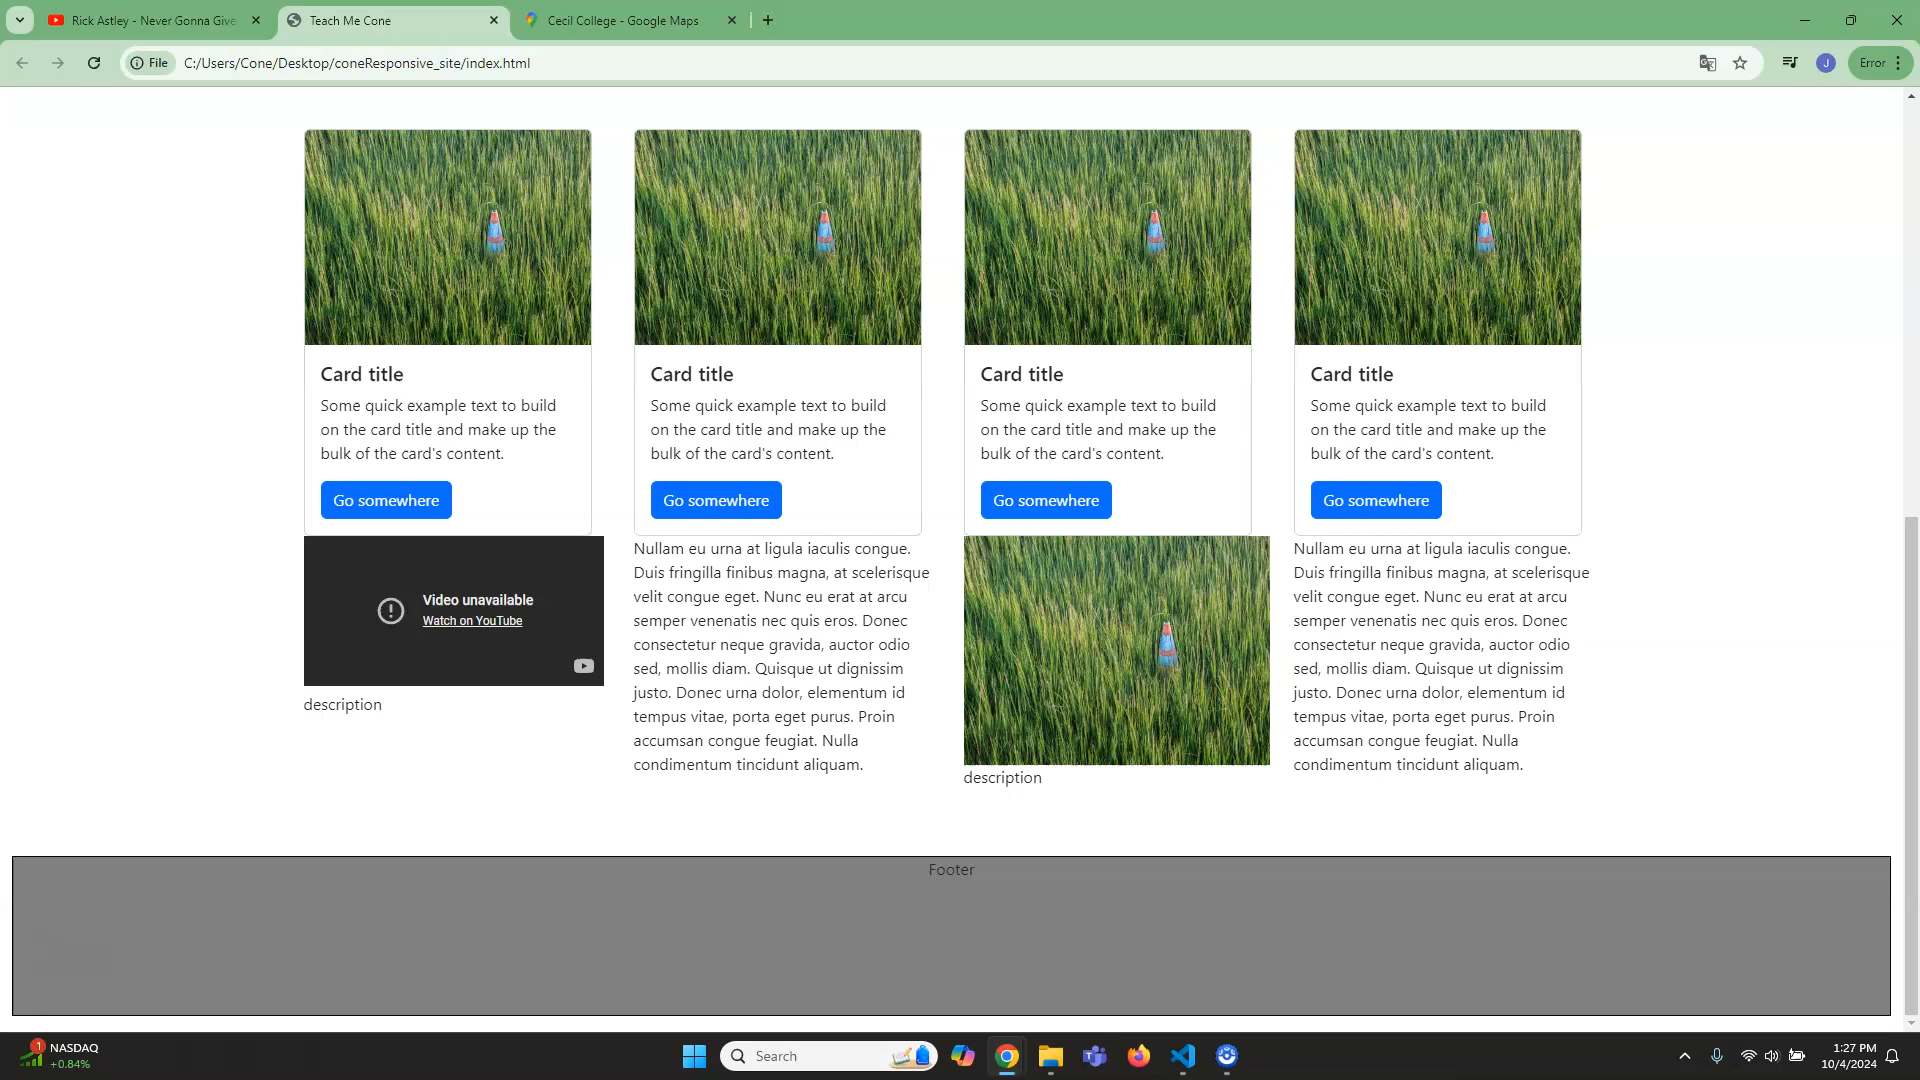 Rick Astley - Never Gonna Give
Teach Me Cone
Cecil College - Google Maps
File
C:/Users/Cone/Desktop/coneResponsive_site/index.html
J
Error
Card title
Some quick example text to build
on the card title and make up the
bulk of the card's content.
Go somewhere
Card title
Some quick example text to build
on the card title and make up the
bulk of the card's content.
Go somewhere
Card title
Some quick example text to build
on the card title and make up the
bulk of the card's content.
Go somewhere
Card title
Some quick example text to build
on the card title and make up the
bulk of the card's content.
Go somewhere
Video unavailable
Watch on YouTube
description
Nullam eu urna at ligula iaculis congue.
Duis fringilla finibus magna, at scelerisque
velit congue eget. Nunc eu erat at arcu
semper venenatis nec quis eros. Donec
consectetur neque gravida, auctor odio
sed, mollis diam. Quisque ut dignissim
justo. Donec urna dolor, elementum id
tempus vitae, porta eget purus. Proin
accumsan congue feugiat. Nulla
condimentum tincidunt aliquam.
description
Nullam eu urna at ligula iaculis congue.
Duis fringilla finibus magna, at scelerisque
velit congue eget. Nunc eu erat at arcu
semper venenatis nec quis eros. Donec
consectetur neque gravida, auctor odio
sed, mollis diam. Quisque ut dignissim
justo. Donec urna dolor, elementum id
tempus vitae, porta eget purus. Proin
accumsan congue feugiat. Nulla
condimentum tincidunt aliquam.
Footer
1
NASDAQ
+0.84%
Search
1:27 PM
10/4/2024